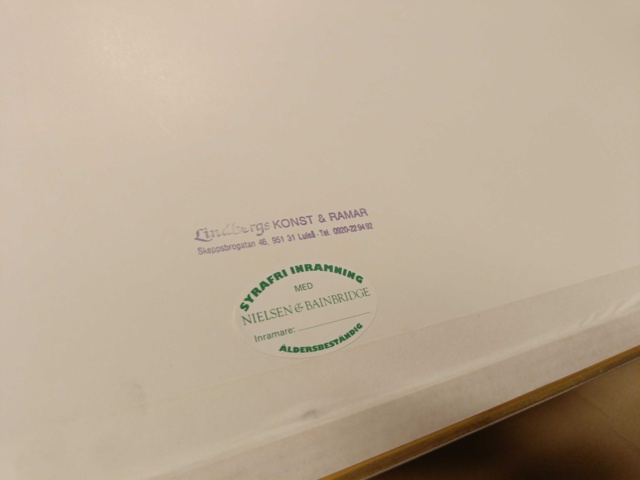 Lindbergs KONST & RAMAR
Skeppsbrogatan 46, 951 31 Luleå - Tel. 0920-22 94 92
SYRAFRI INRAMNING
MED
NIELSEN & BAINBRIDGE
Inramare:
ÅLDERSBESTÄNDIG